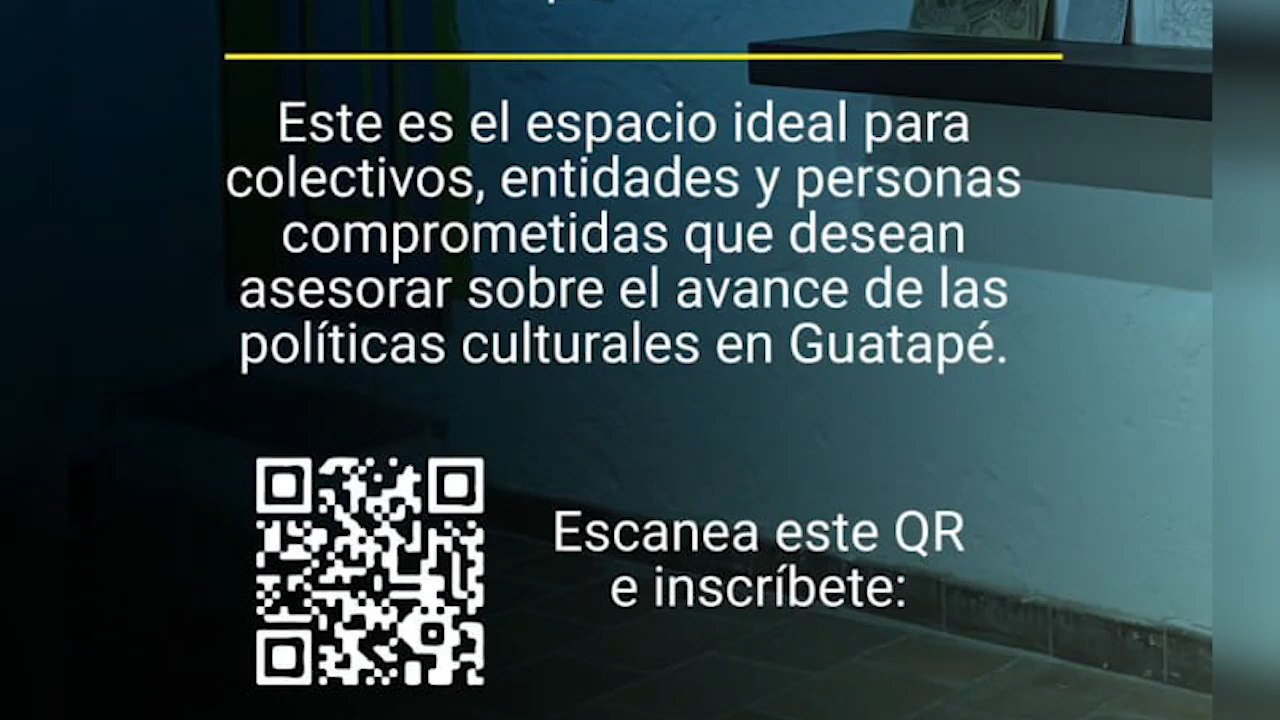 Este es el espacio ideal para
colectivos, entidades y personas
comprometidas que desean
asesorar sobre el avance de las
políticas culturales en Guatapé.
Escanea este QR
e inscríbete: